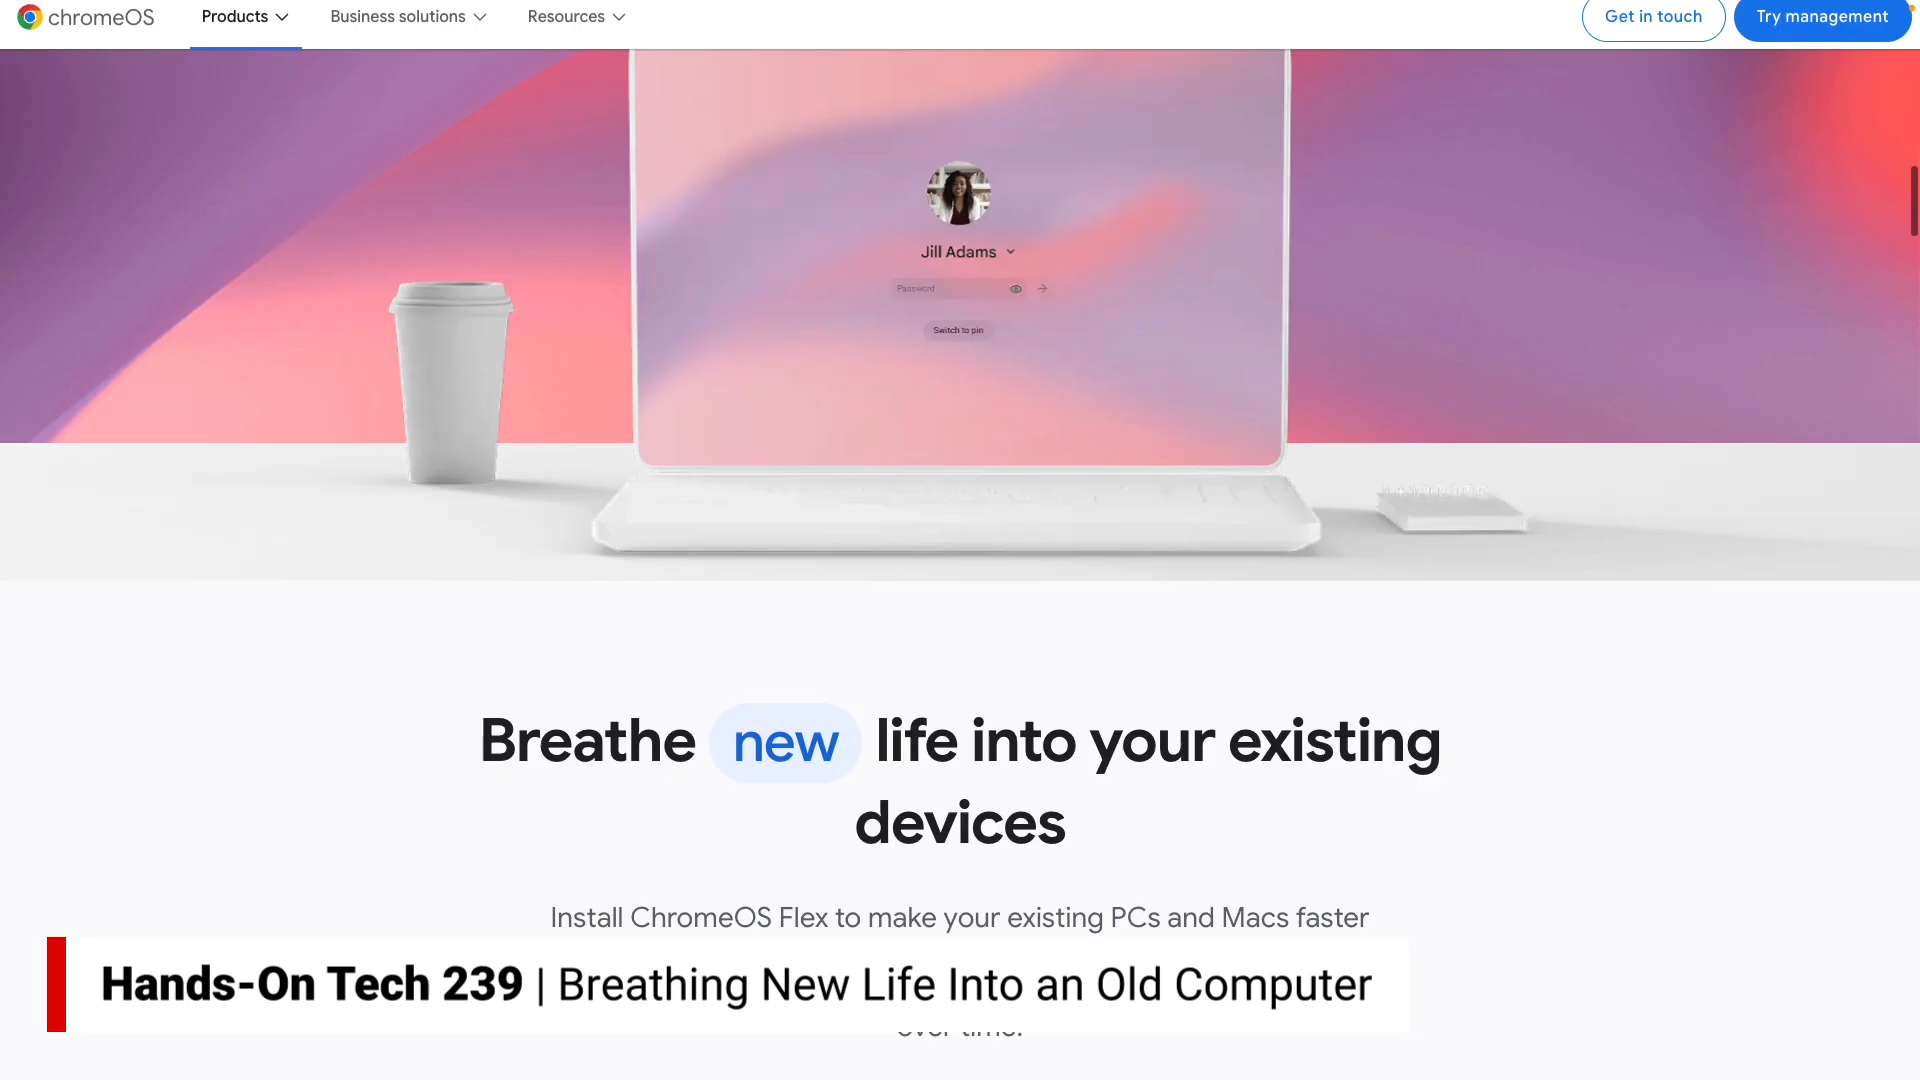 chromeOS
Products
Business solutions
Resources
Get in touch
Try management
Jill Adams
Password
Switch to pin
Breathe new life into your existing
devices
Install ChromeOS Flex to make your existing PCs and Macs faster
Hands-On Tech 239 | Breathing New Life Into an Old Computer
over time.